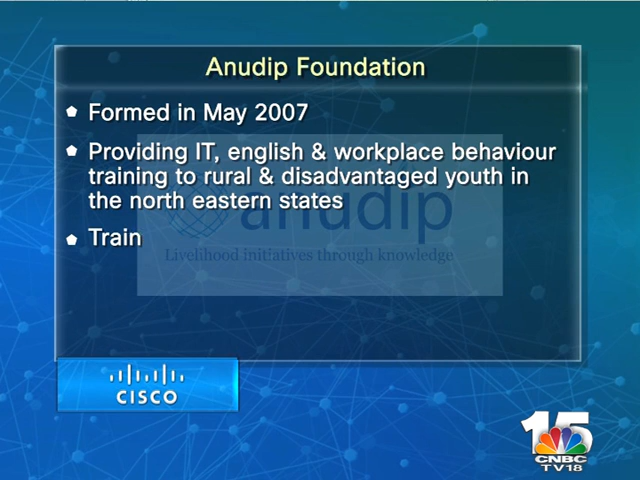 Anudip Foundation
Formed in May 2007
Providing IT, english & workplace behaviour
training to rural & disadvantaged youth in
the north eastern states
Train
anudip
Livelihood initiatives through knowledge
CISCO
15
CNBC
TV18